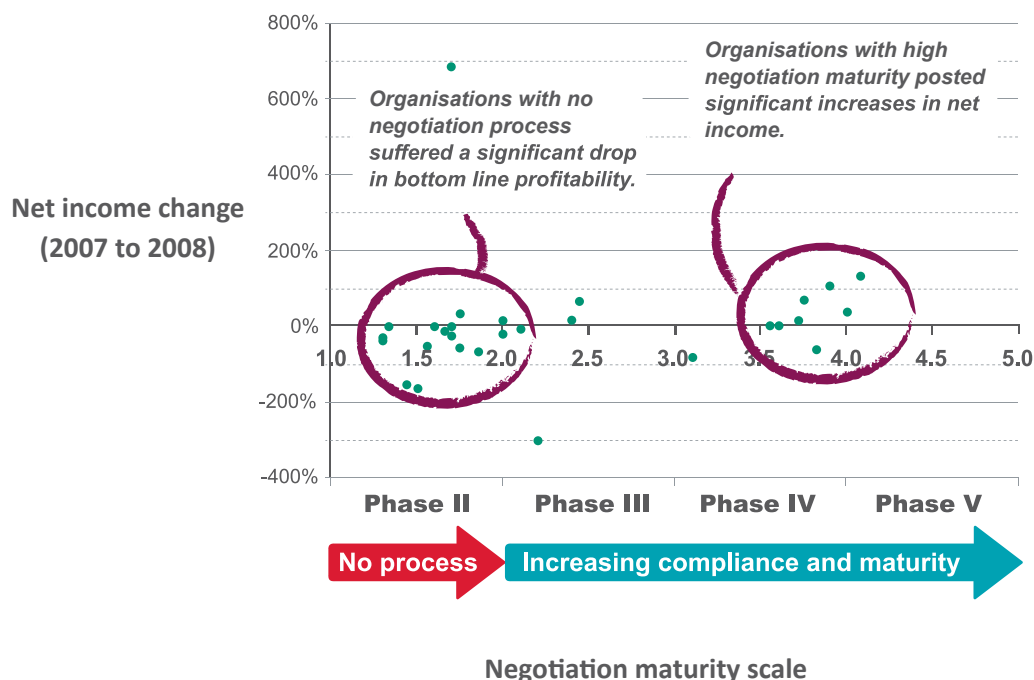 800%
600%
400%
200%
0%
-200%
-400%
Net income change
(2007 to 2008)
Organisations with no
negotiation process
suffered a significant drop
in bottom line profitability.
Organisations with high
negotiation maturity posted
significant increases in net
income.
1.0 1.5 2.0 2.5 3.0 3.5 4.0 4.5 5.0
Phase II Phase III Phase IV Phase V
No process Increasing compliance and maturity
Negotiation maturity scale